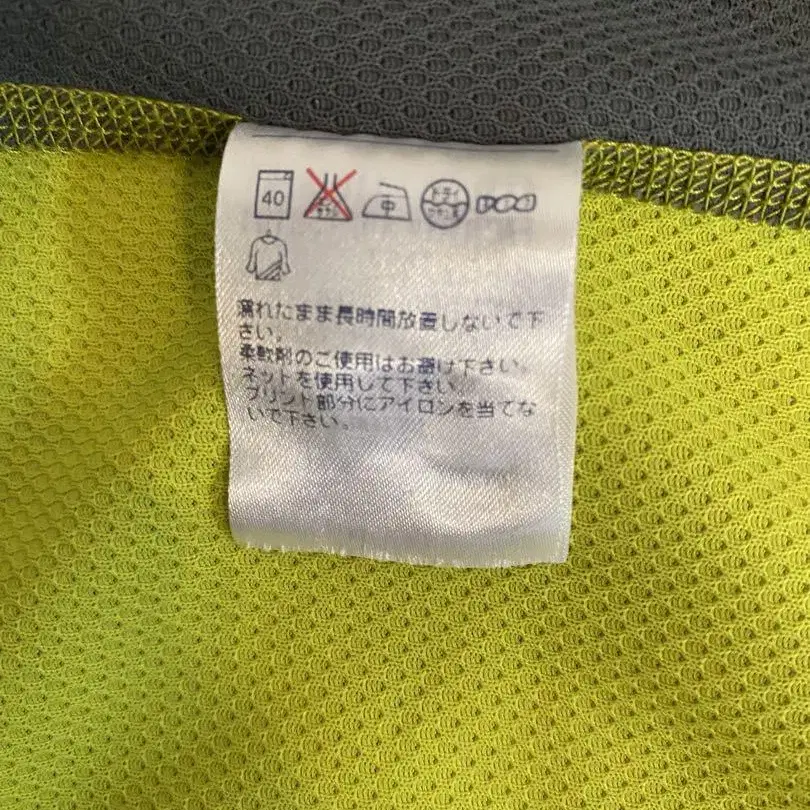 40
中
ドライ
濡れたまま長時間放置しないで下
さい。
柔軟剤のご使用はお避け下さい。
ネットを使用して下さい。
プリント部分にアイロンを当てな
いで下さい。